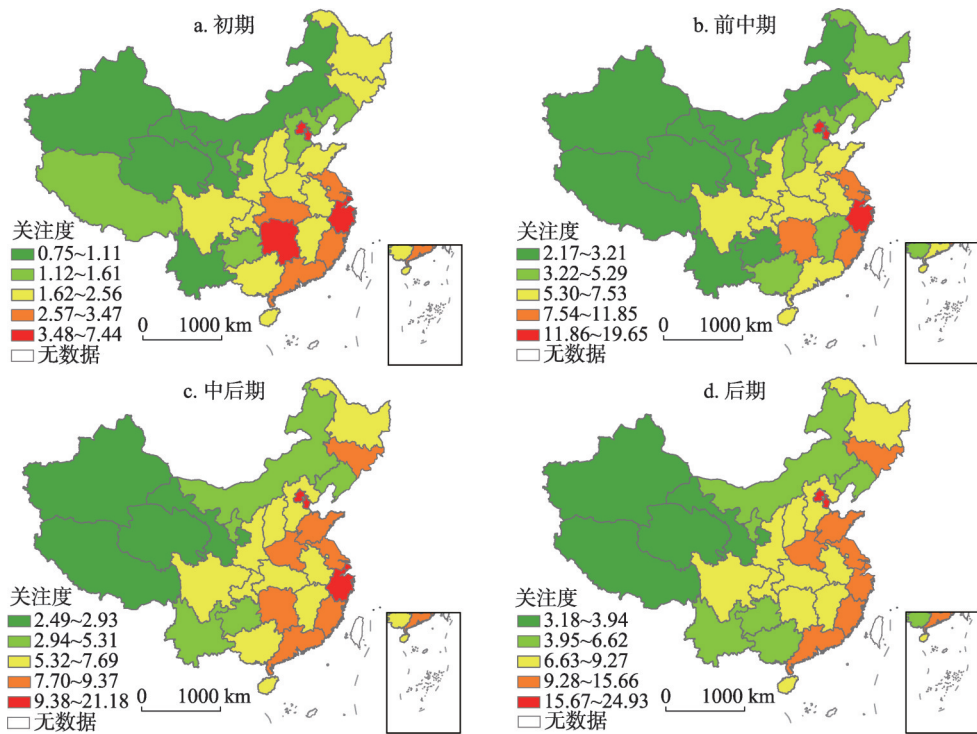 a. 初期
关注度
0.75~1.11
1.12~1.61
1.62~2.56
2.57~3.47
3.48~7.44
无数据
0 1000 km
b. 前中期
关注度
2.17~3.21
3.22~5.29
5.30~7.53
7.54~11.85
11.86~19.65
无数据
0 1000 km
c. 中后期
关注度
2.49~2.93
2.94~5.31
5.32~7.69
7.70~9.37
9.38~21.18
无数据
0 1000 km
d. 后期
关注度
3.18~3.94
3.95~6.62
6.63~9.27
9.28~15.66
15.67~24.93
无数据
0 1000 km